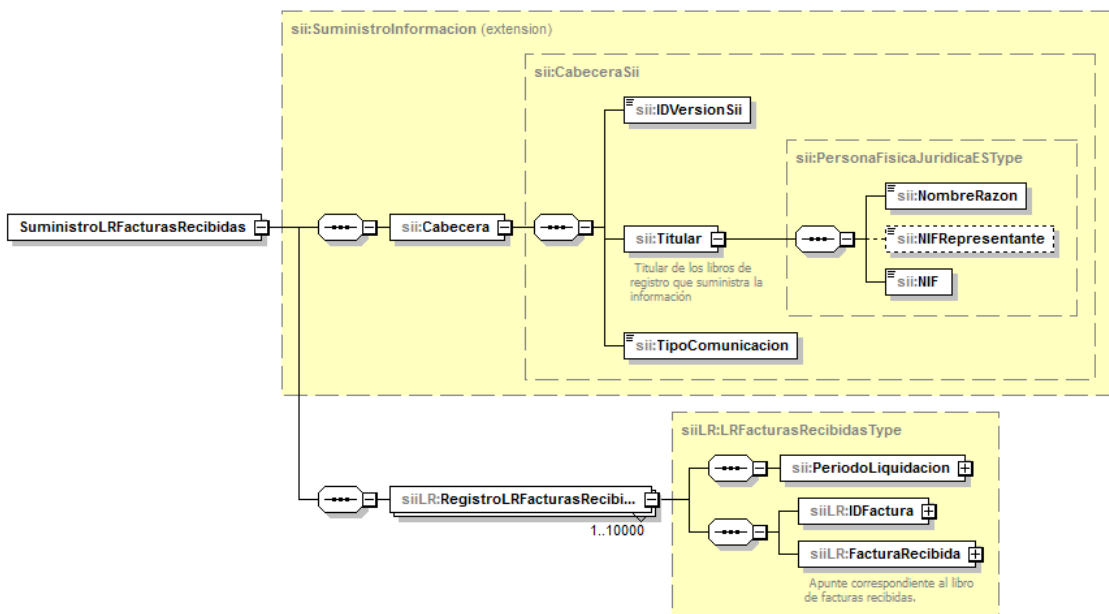 sii:SuministroInformacion (extension)
sii:CabeceraSii
sii:IDVersionSii
sii:PersonaFisicaJuridicaESType
sii:NombreRazon
SuministroLRFacturasRecibidas
sii:Cabecera
sii:Titular
sii:NIFRepresentante
Titular de los libros de
registro que suministra la
información
sii:NIF
sii:TipoComunicacion
siiLR:LRFacturasRecibidasType
sii:PeriodoLiquidacion
siiLR:RegistroLRFacturasRecibi...
1..10000
siiLR:IDFactura
siiLR:FacturaRecibida
Apunte correspondiente al libro
de facturas recibidas.